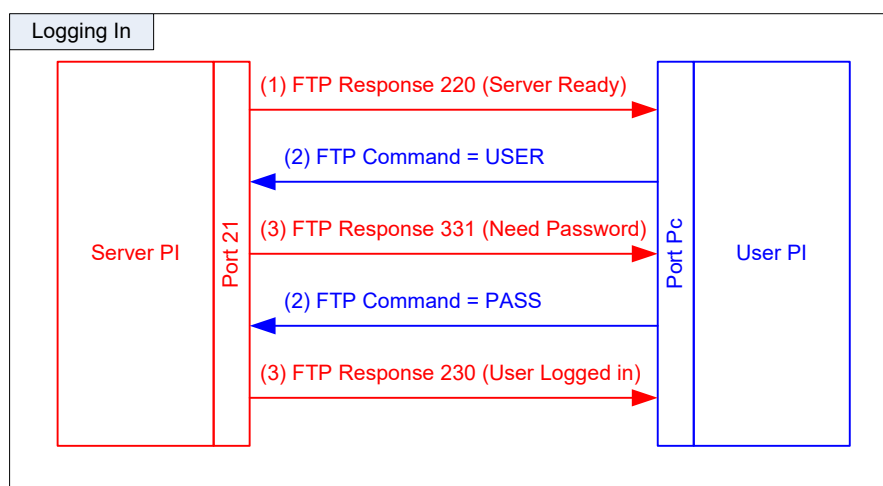 Logging In
(1) FTP Response 220 (Server Ready)
(2) FTP Command = USER
(3) FTP Response 331 (Need Password)
Server PI
Port 21
Port Pc
User PI
(2) FTP Command = PASS
(3) FTP Response 230 (User Logged in)